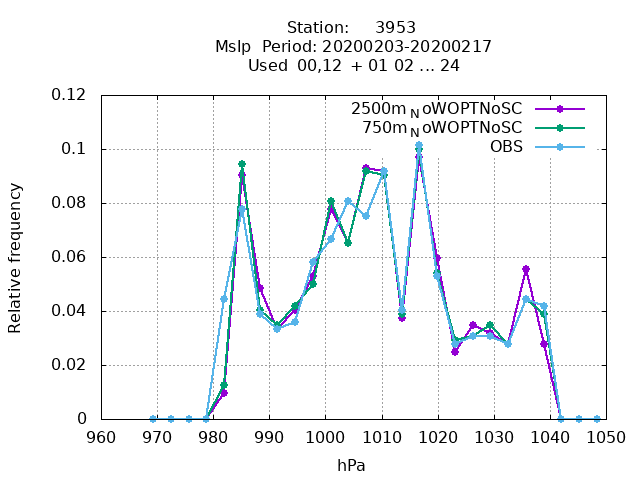 Station: 3953
Mslp Period: 20200203-20200217
Used 00,12 + 01 02 ... 24
2500mNoWOPTNoSC
750mNoWOPTNoSC
OBS
Relative frequency
0.12
0.1
0.08
0.06
0.04
0.02
0
960 970 980 990 1000 1010 1020 1030 1040 1050
hPa